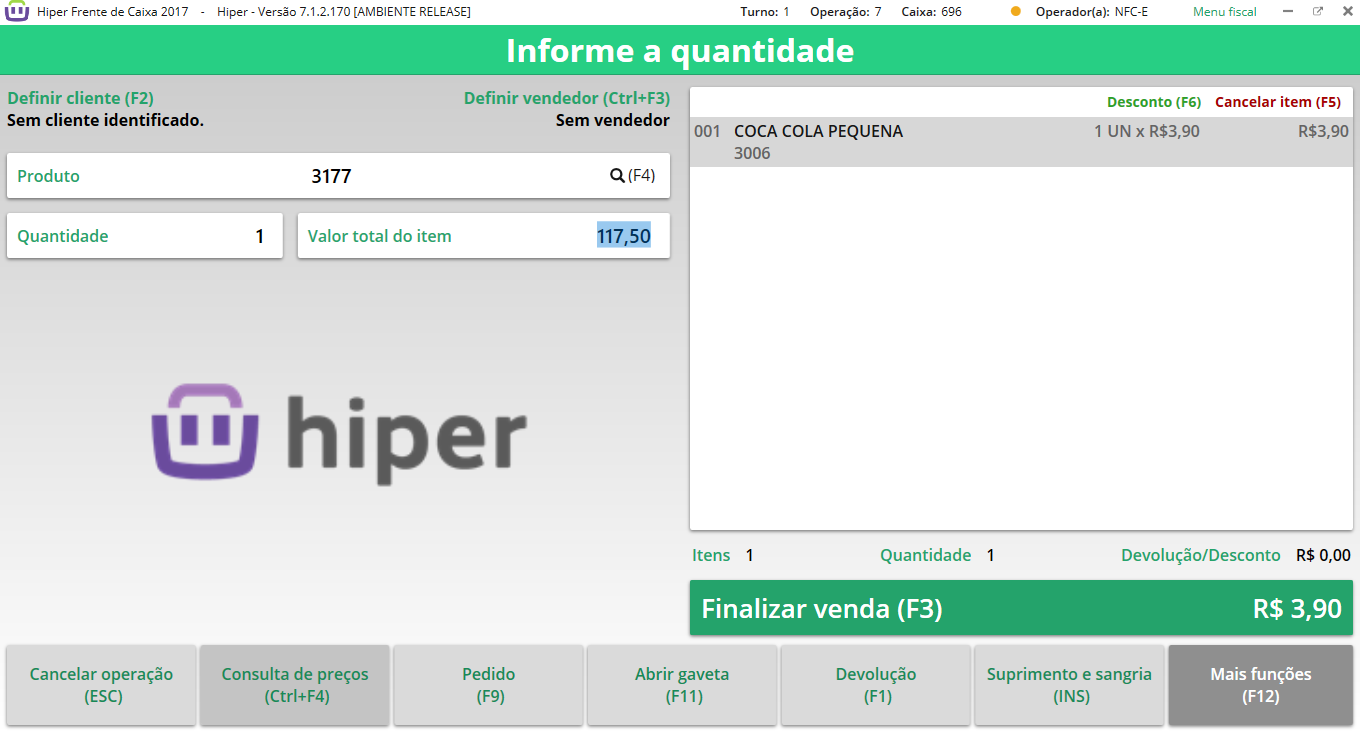 Hiper Frente de Caixa 2017 - Hiper - Versão 7.1.2.170 [AMBIENTE RELEASE] Turno: 1 Operação: 7 Caixa: 696 Operador(a): NFC-E Menu fiscal
Informe a quantidade
Definir cliente (F2) Definir vendedor (Ctrl+F3)
Sem cliente identificado. Sem vendedor
Produto 3177 (F4)
Quantidade 1 Valor total do item 117,50
hiper
Desconto (F6) Cancelar item (F5)
001 COCA COLA PEQUENA 1 UN x R$3,90 R$3,90
3006
Itens 1 Quantidade 1 Devolução/Desconto R$ 0,00
Finalizar venda (F3) R$ 3,90
Cancelar operação
(ESC)
Consulta de preços
(Ctrl+F4)
Pedido
(F9)
Abrir gaveta
(F11)
Devolução
(F1)
Suprimento e sangria
(INS)
Mais funções
(F12)